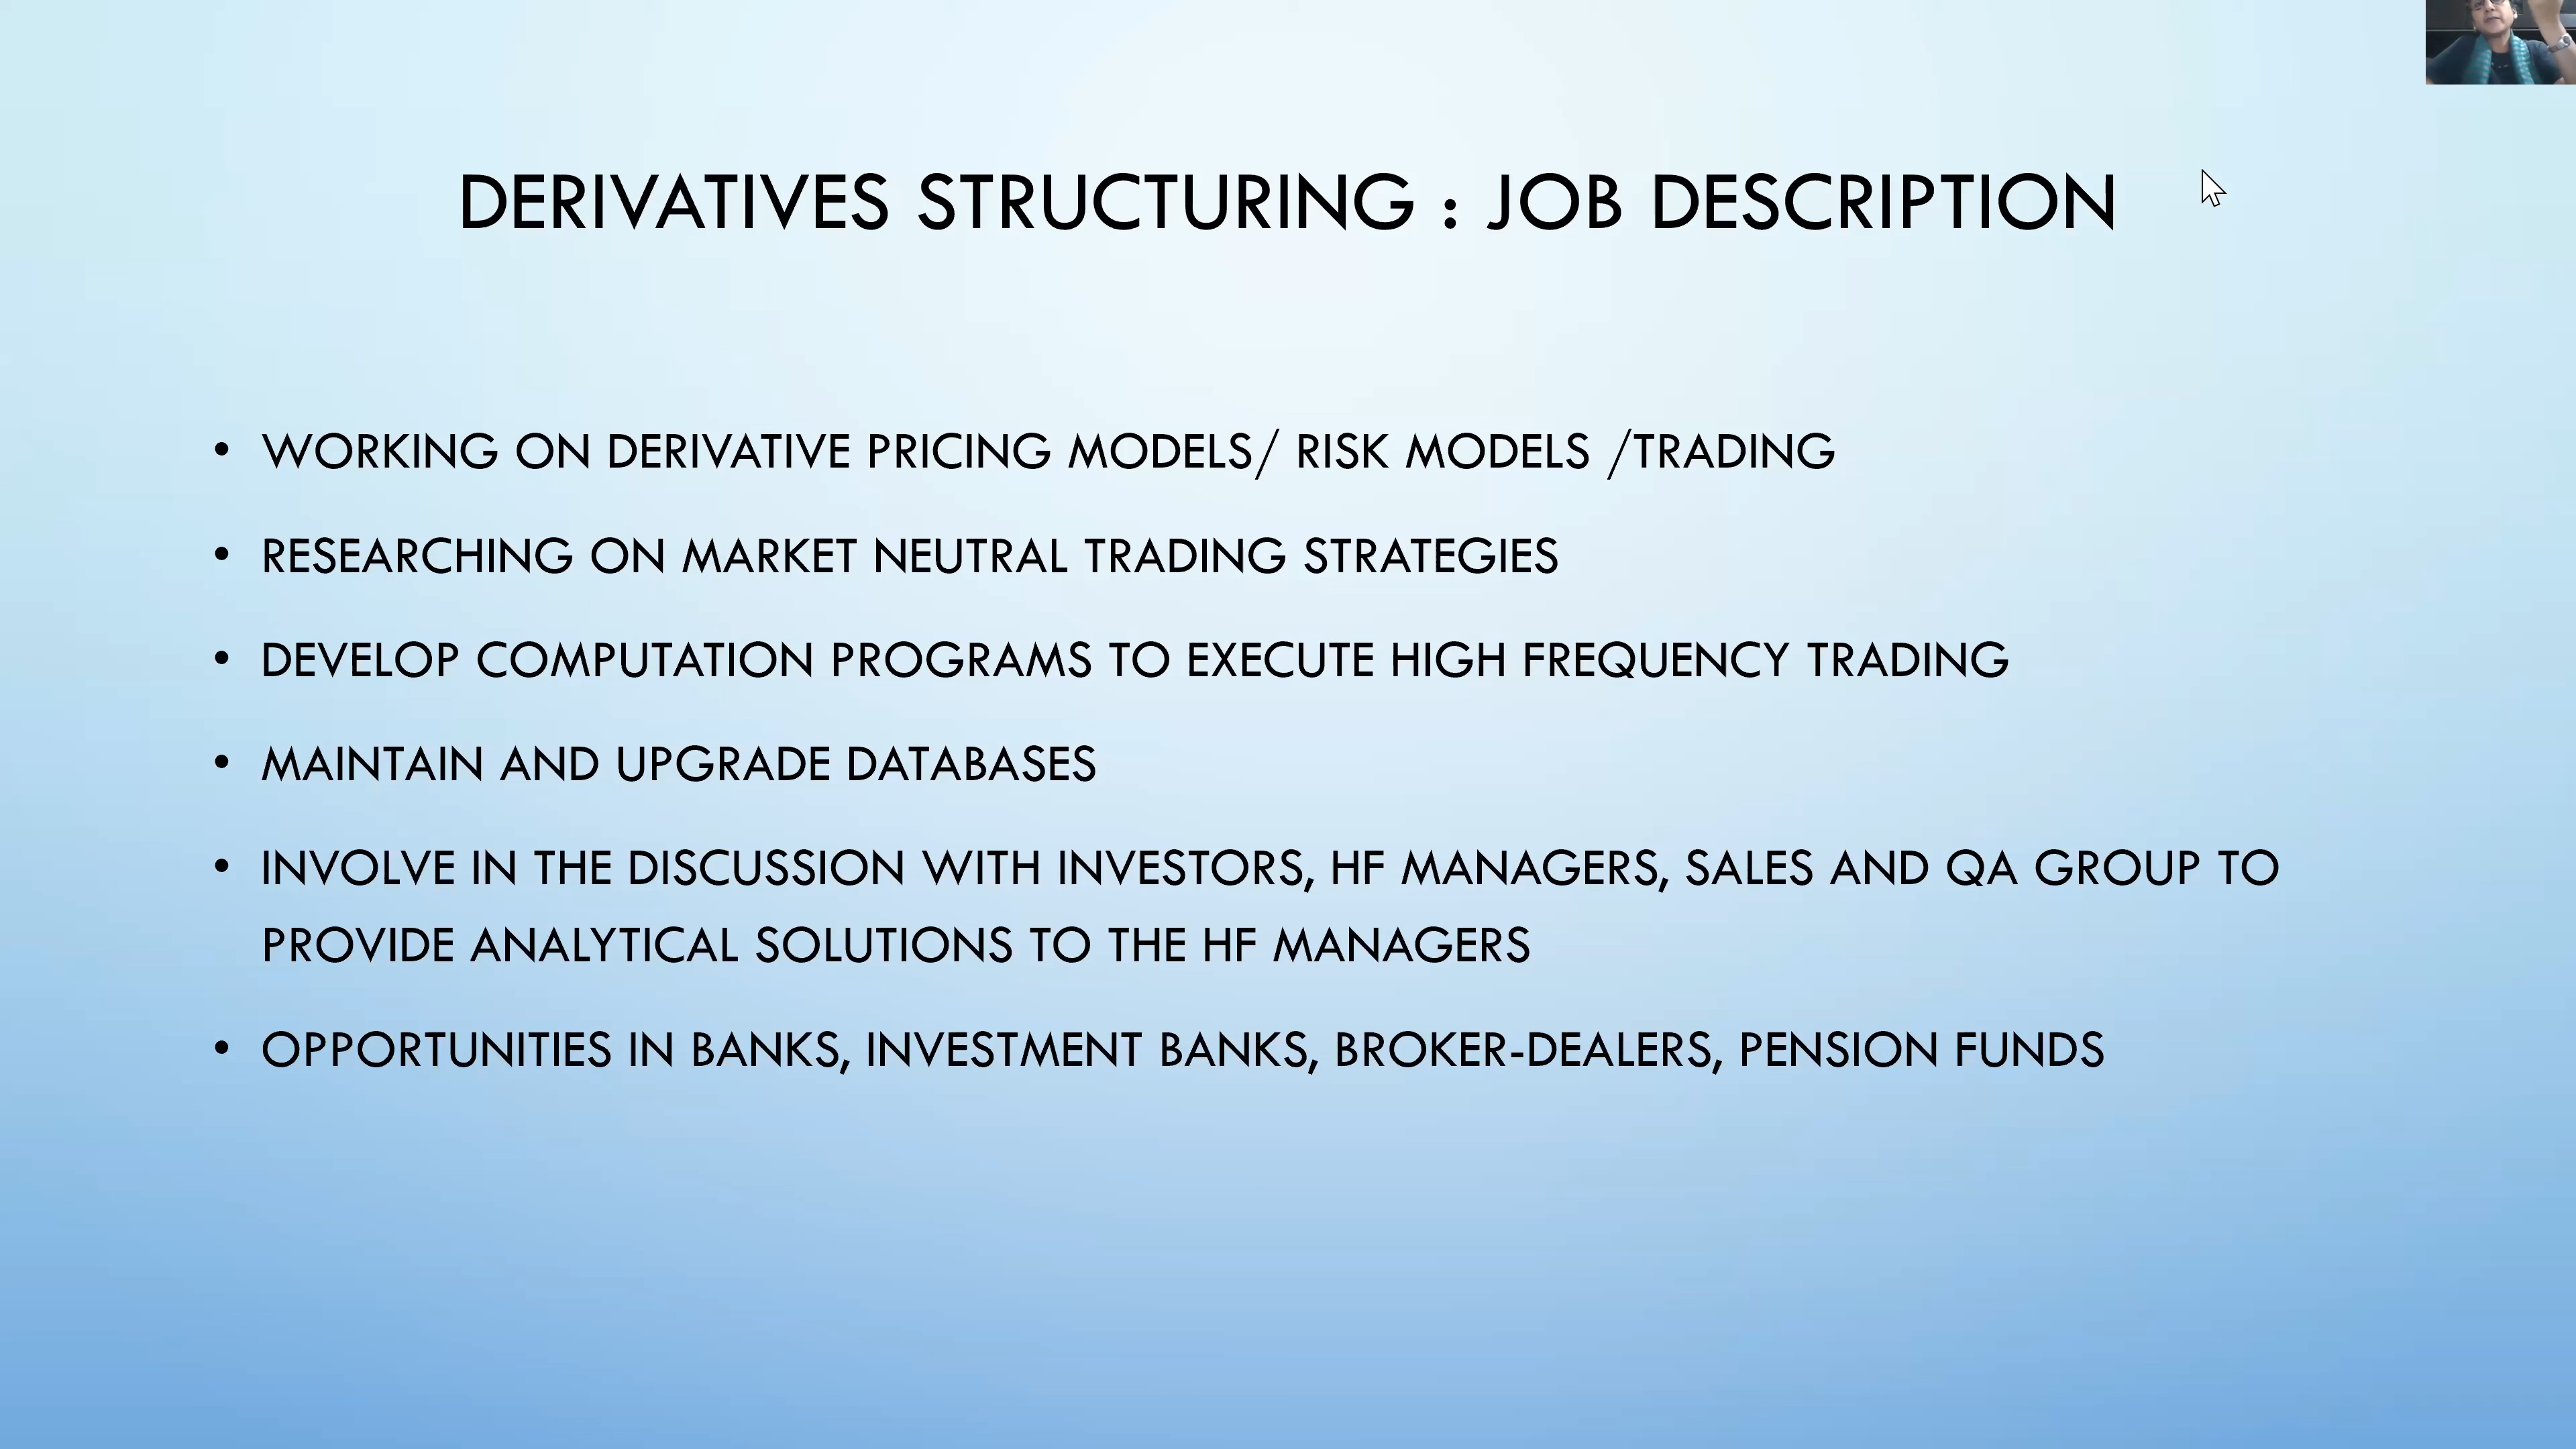 DERIVATIVES STRUCTURING : JOB DESCRIPTION
• WORKING ON DERIVATIVE PRICING MODELS/ RISK MODELS /TRADING
• RESEARCHING ON MARKET NEUTRAL TRADING STRATEGIES
• DEVELOP COMPUTATION PROGRAMS TO EXECUTE HIGH FREQUENCY TRADING
• MAINTAIN AND UPGRADE DATABASES
• INVOLVE IN THE DISCUSSION WITH INVESTORS, HF MANAGERS, SALES AND QA GROUP TO
PROVIDE ANALYTICAL SOLUTIONS TO THE HF MANAGERS
• OPPORTUNITIES IN BANKS, INVESTMENT BANKS, BROKER-DEALERS, PENSION FUNDS